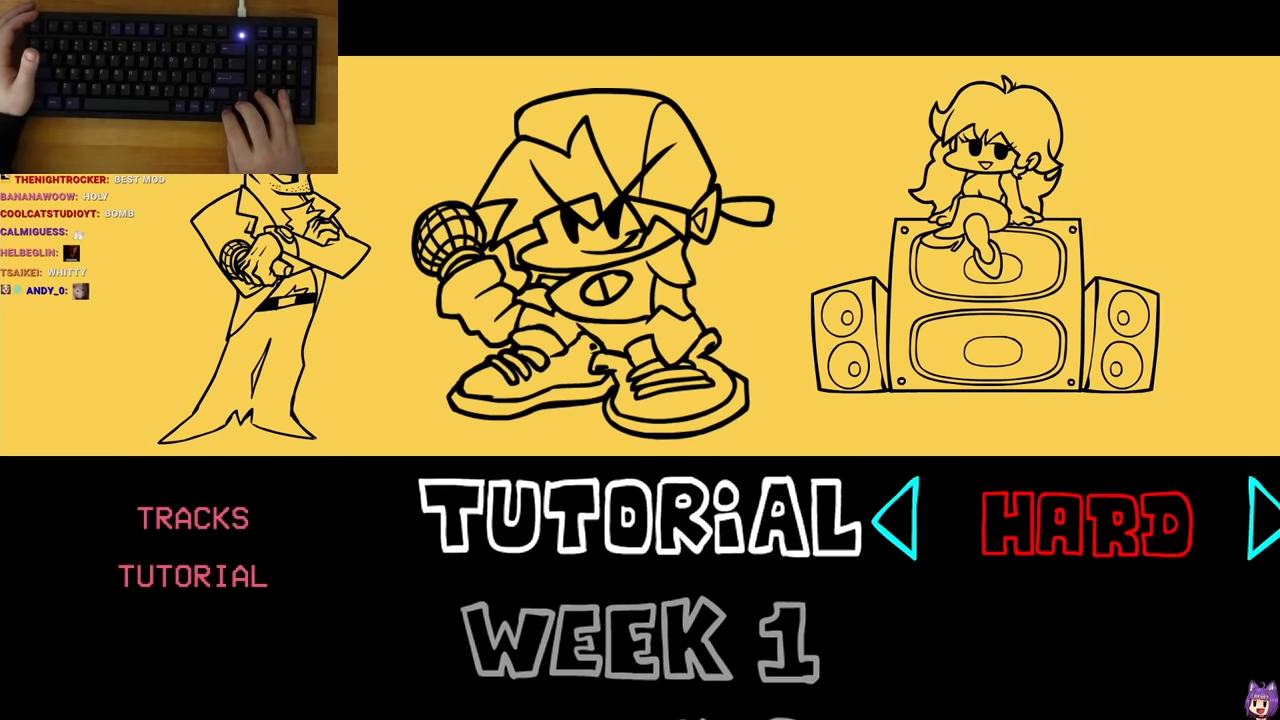 THENIGHTROCKER: BEST MOD
BANANAWOOW: HOLY
COOLCATSTUDIOYT: BOMB
CALMIGUESS:
HELBEGLIN:
TSAIKEI: WHITTY
ANDY_0:
TRACKS
TUTORIAL
TUTORiAL
HARD
WEEK 1